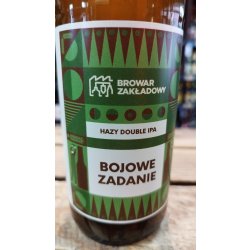 BROWAR
ZAKŁADOWY
HAZY DOUBLE IPA
BOJOWE
ZADANIE